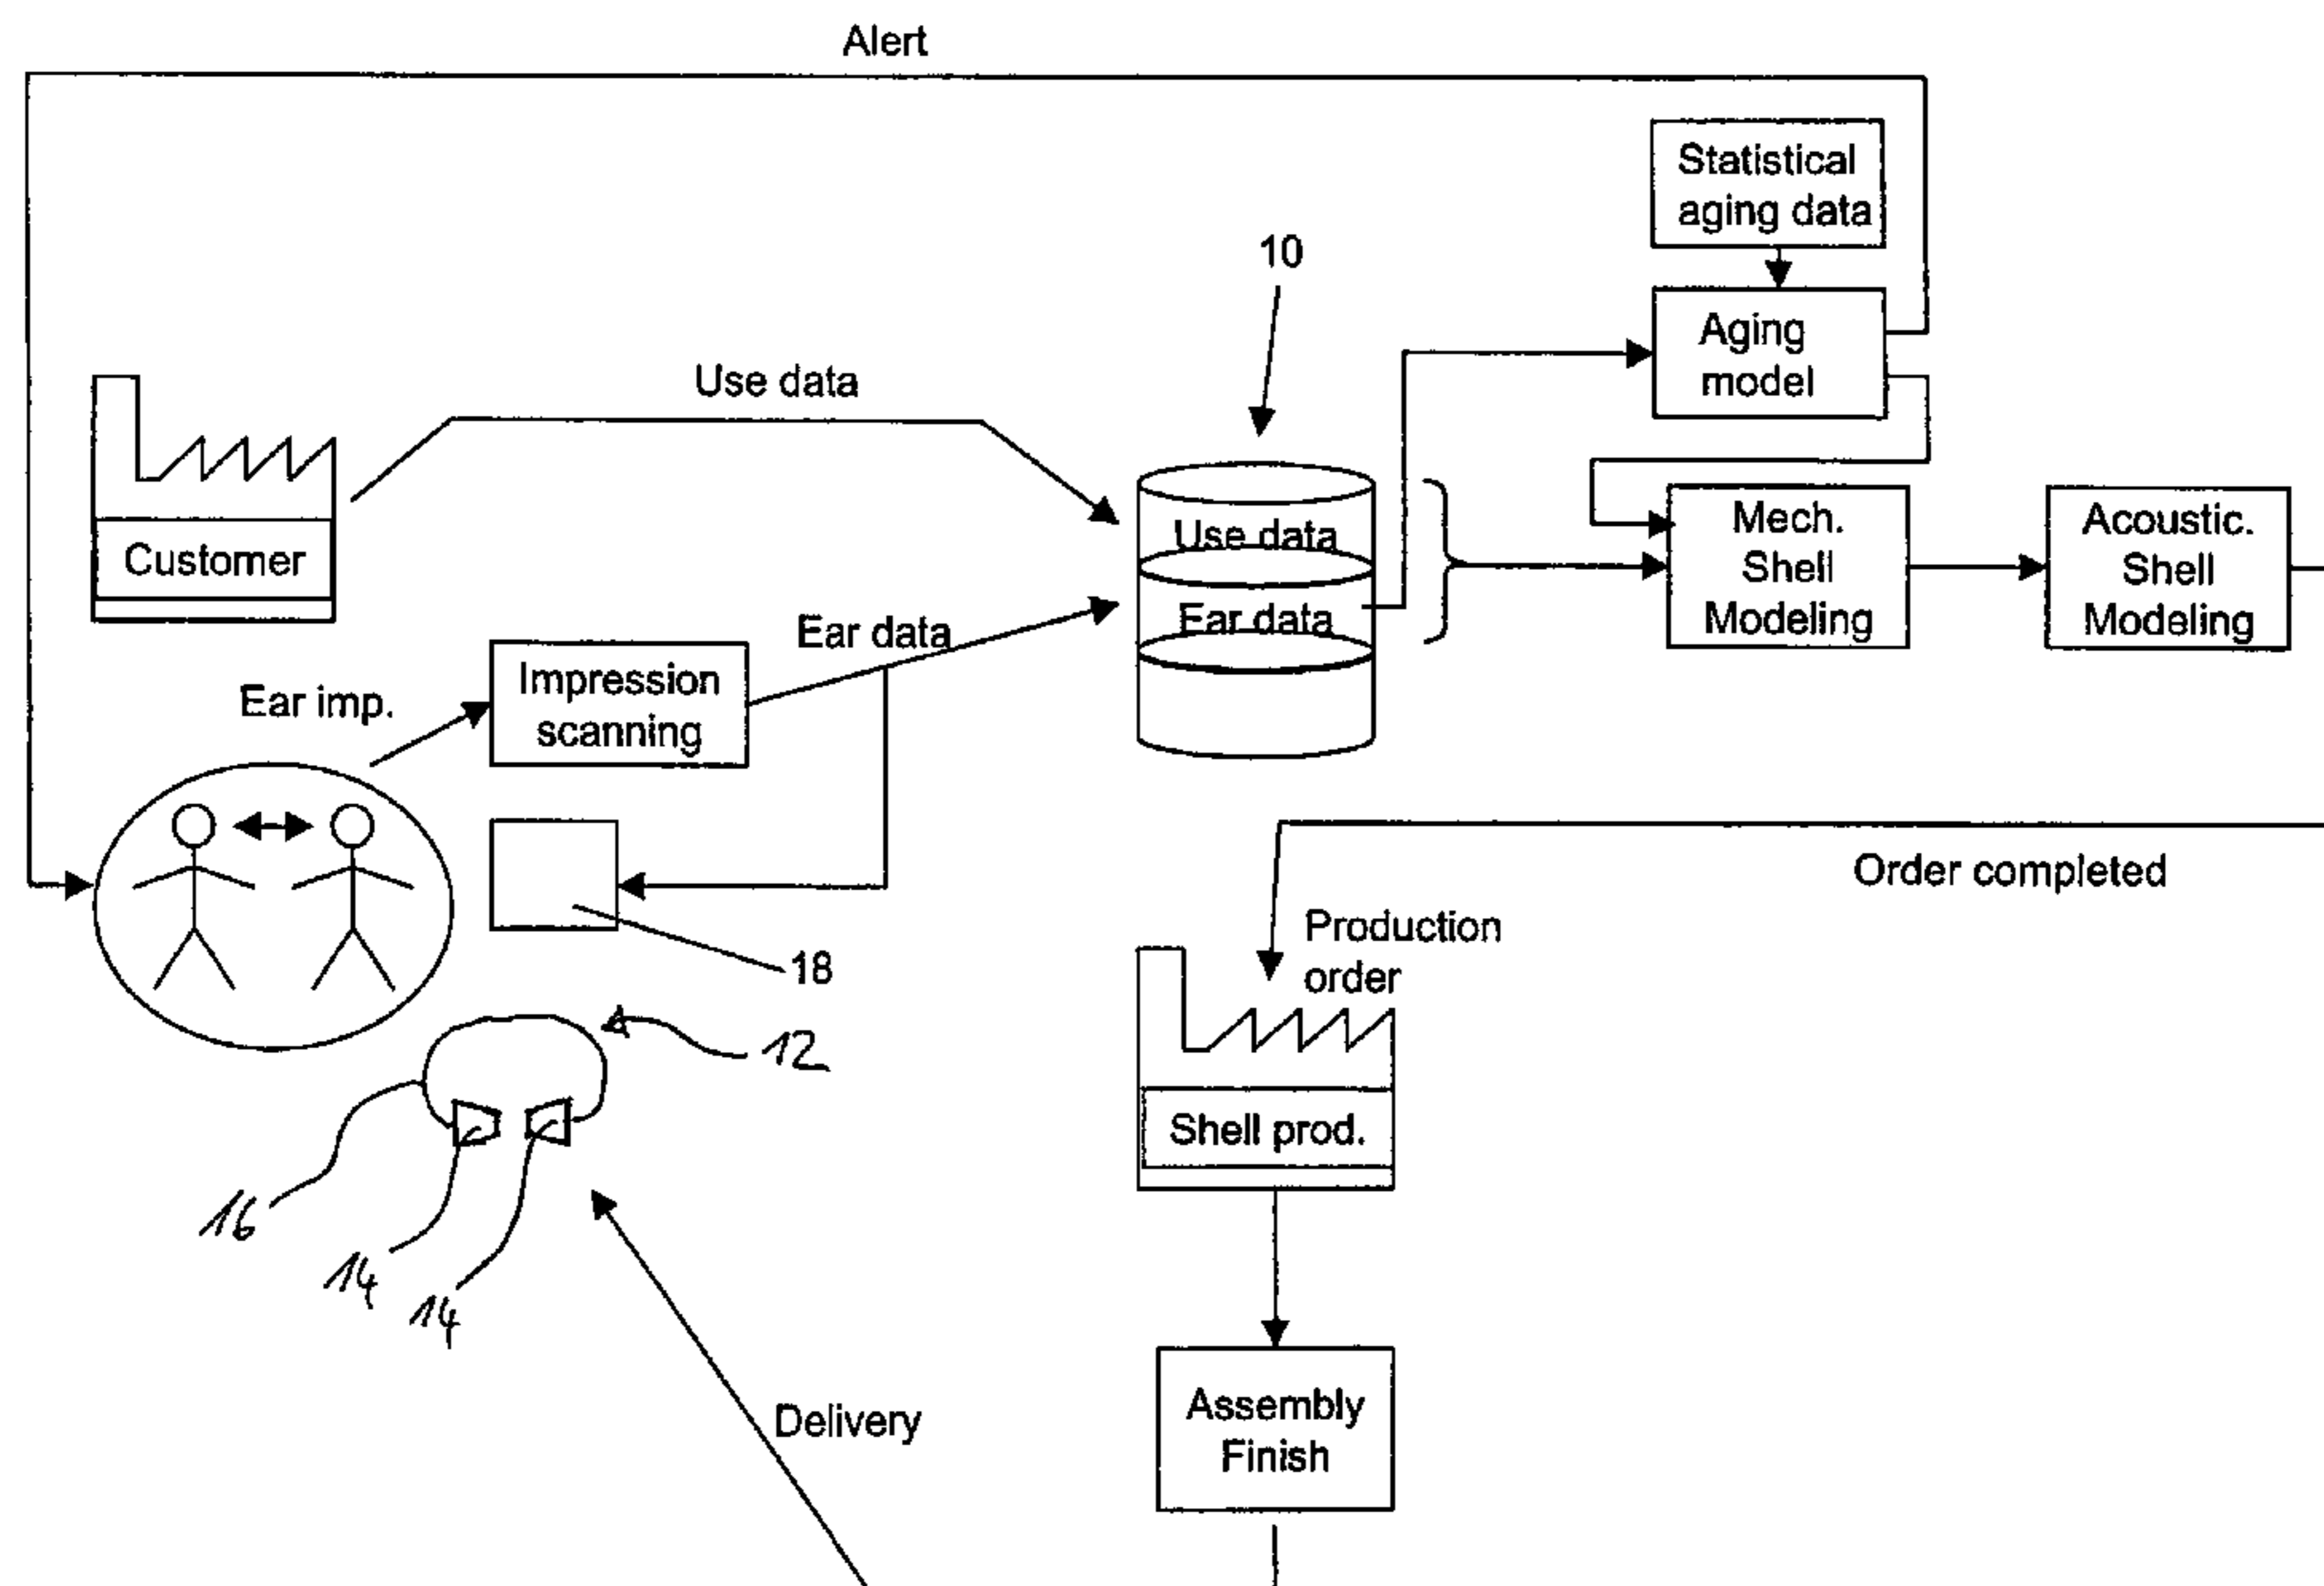 Alert
Statistical
aging data
10
Aging
model
Use data
Customer
Use data
Ear data
Mech.
Shell
Modeling
Acoustic.
Shell
Modeling
Ear data
Impression
scanning
Ear imp.
Order completed
Production
order
18
12
Shell prod.
16
14
14
Assembly
Finish
Delivery